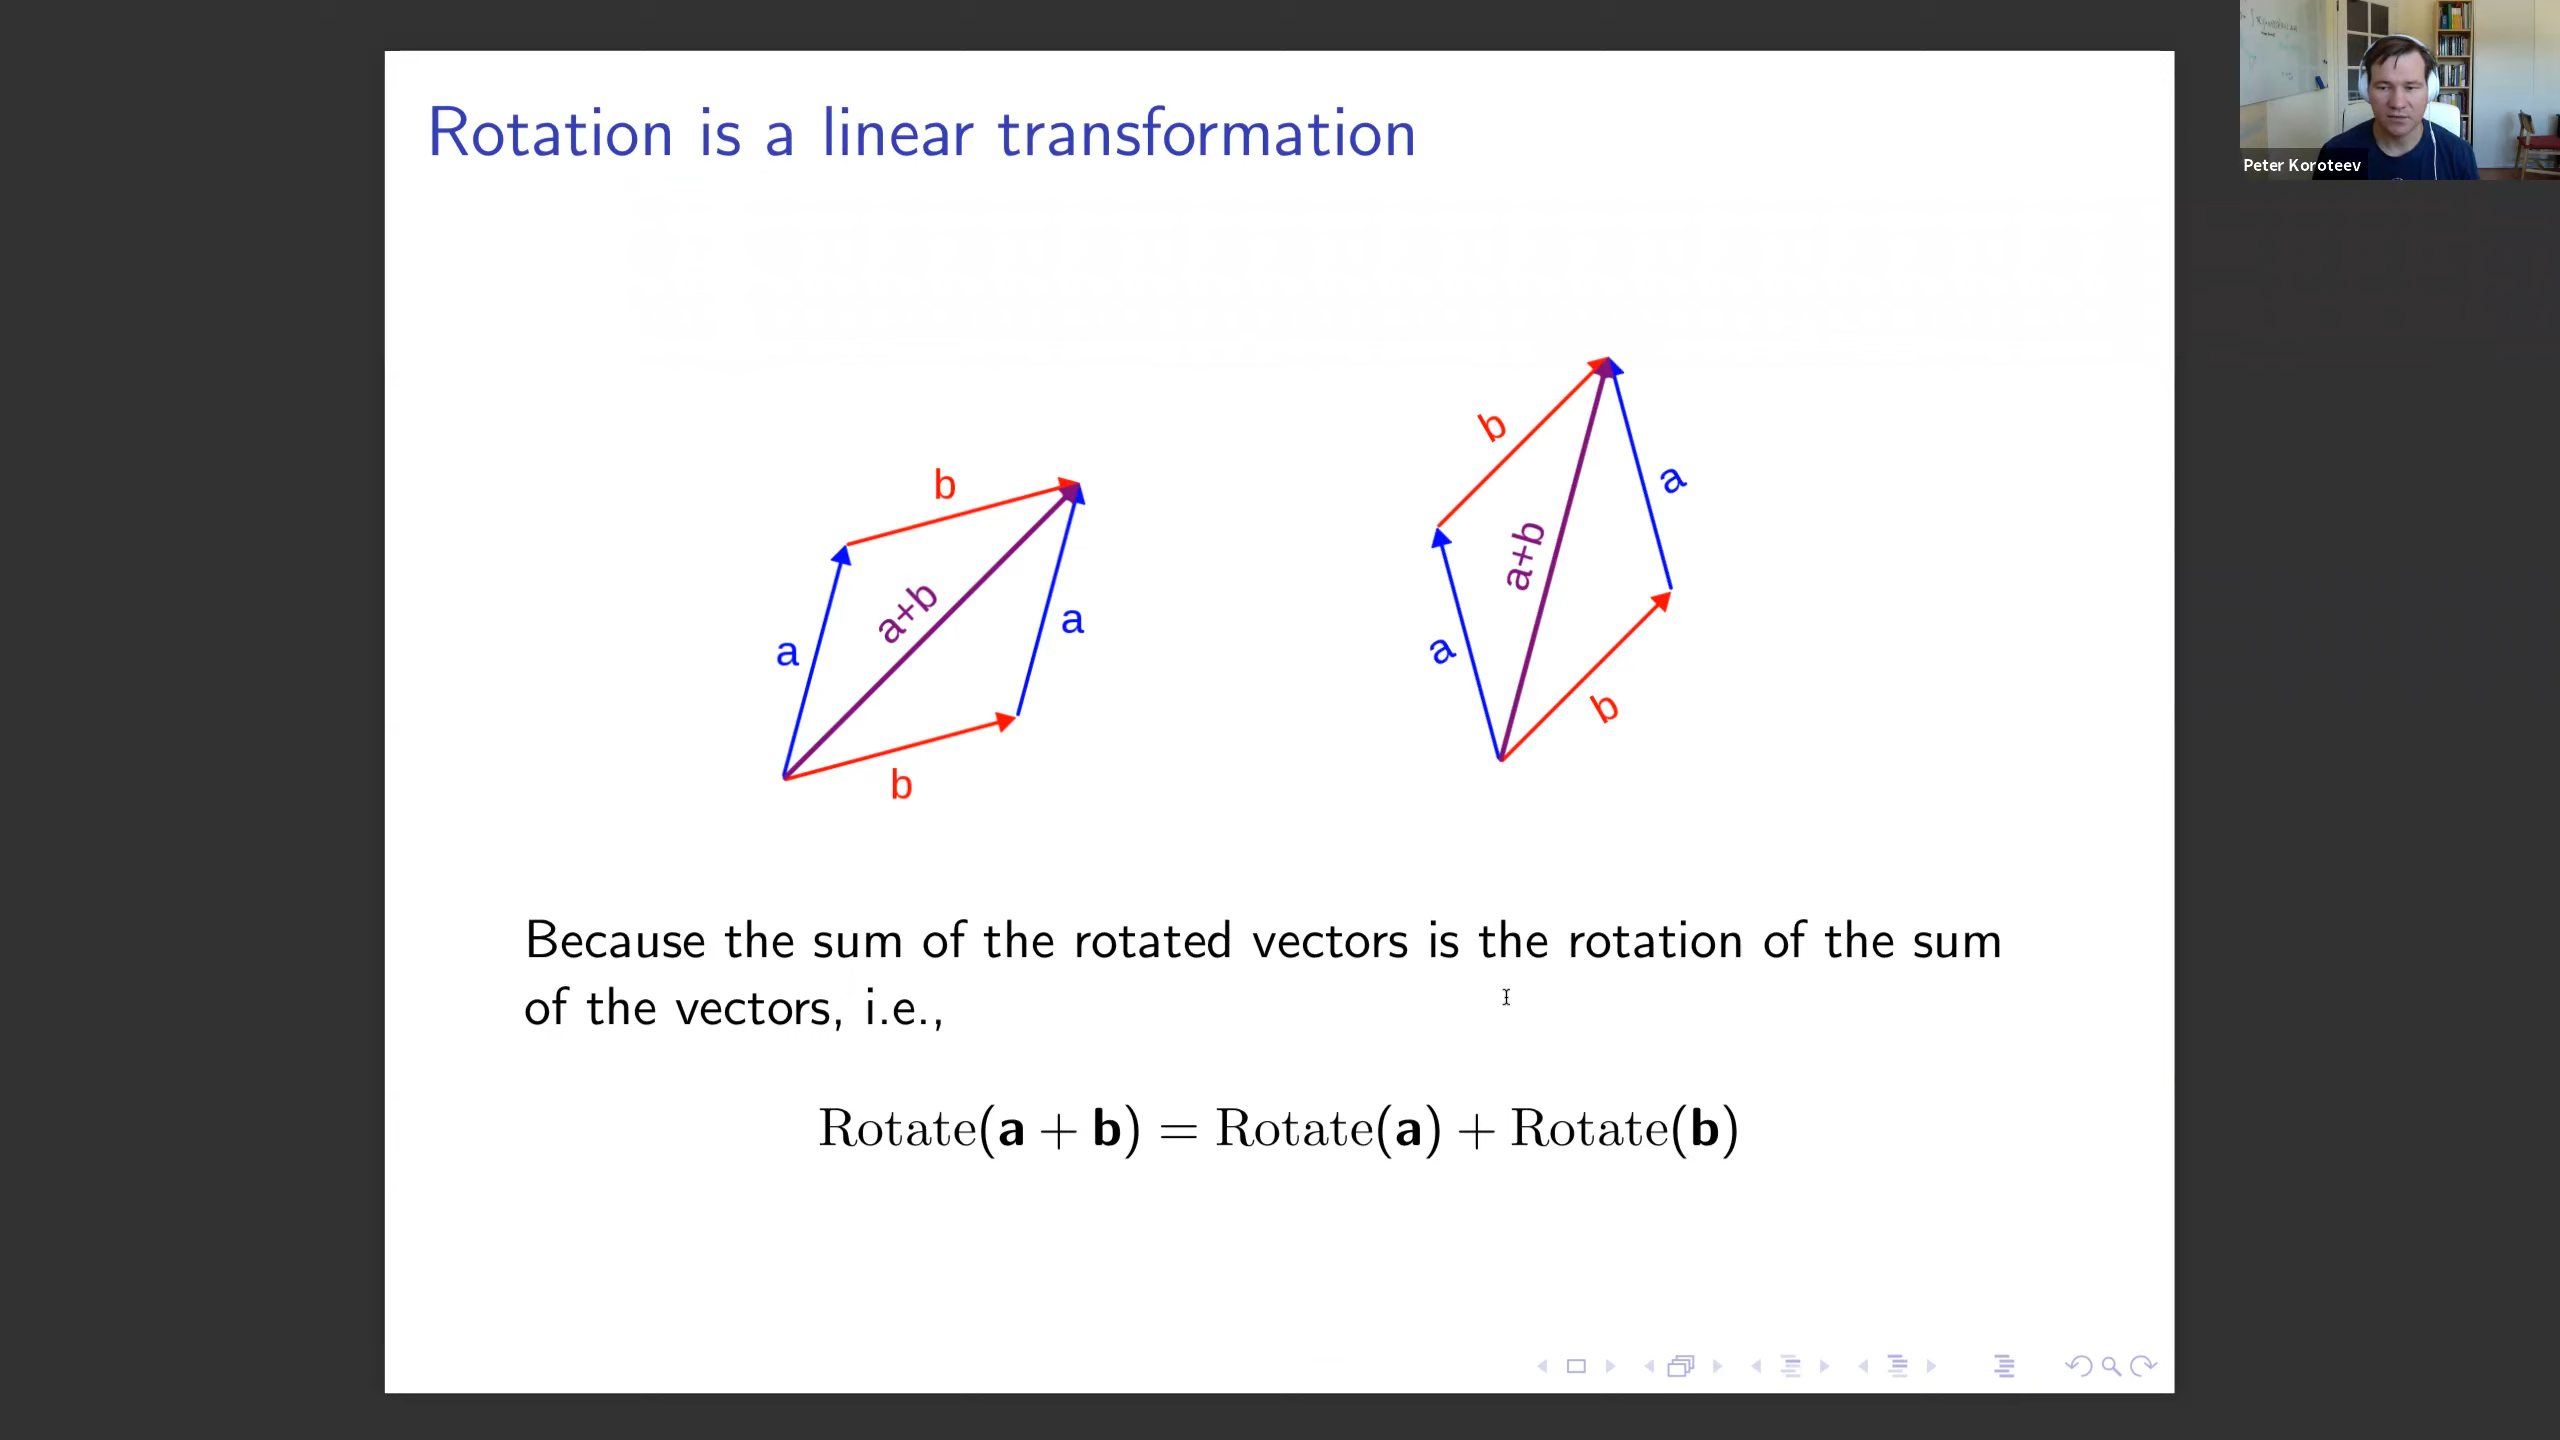 Rotation is a linear transformation
Peter Koroteev
b
a+b
a
a
b
b
a+b
a
a
b
Because the sum of the rotated vectors is the rotation of the sum
of the vectors, i.e.,
Rotate(a + b) = Rotate(a) + Rotate(b)